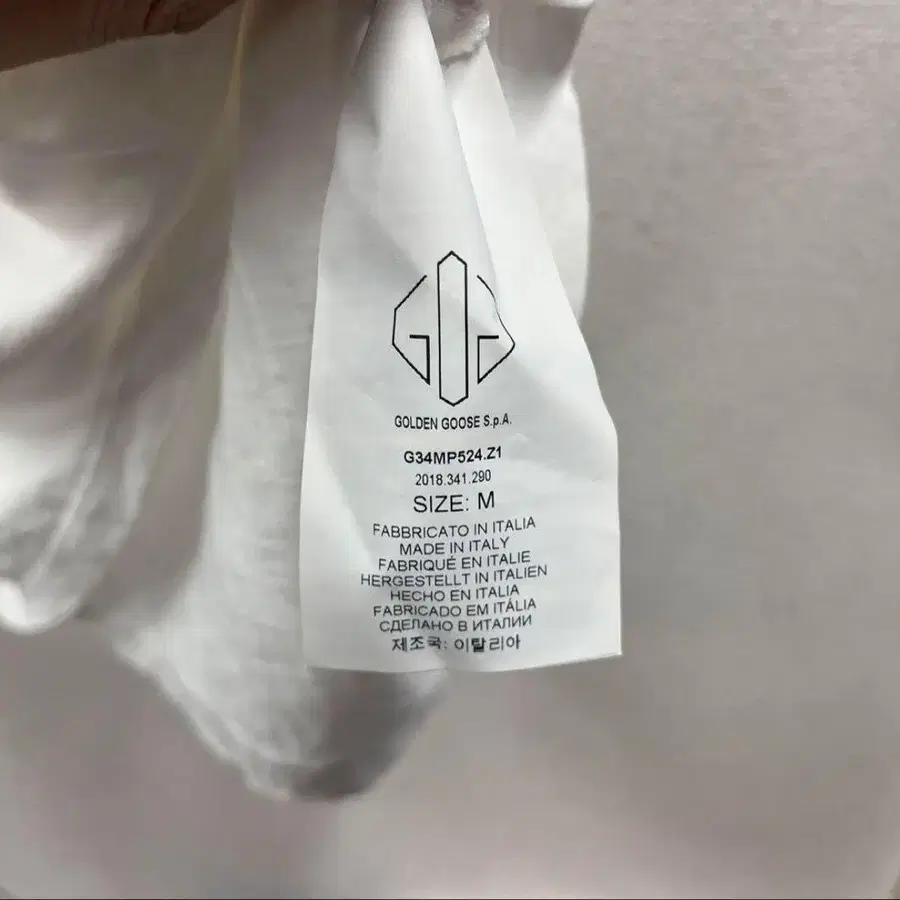 GOLDEN GOOSE S.p.A.
G34MP524.Z1
2018.341.290
SIZE: M
FABBRICATO IN ITALIA
MADE IN ITALY
FABRIQUÉ EN ITALIE
HERGESTELLT IN ITALIEN
HECHO EN ITALIA
FABRICADO EM ITÁLIA
СДЕЛАНО В ИТАЛИИ
제조국: 이탈리아